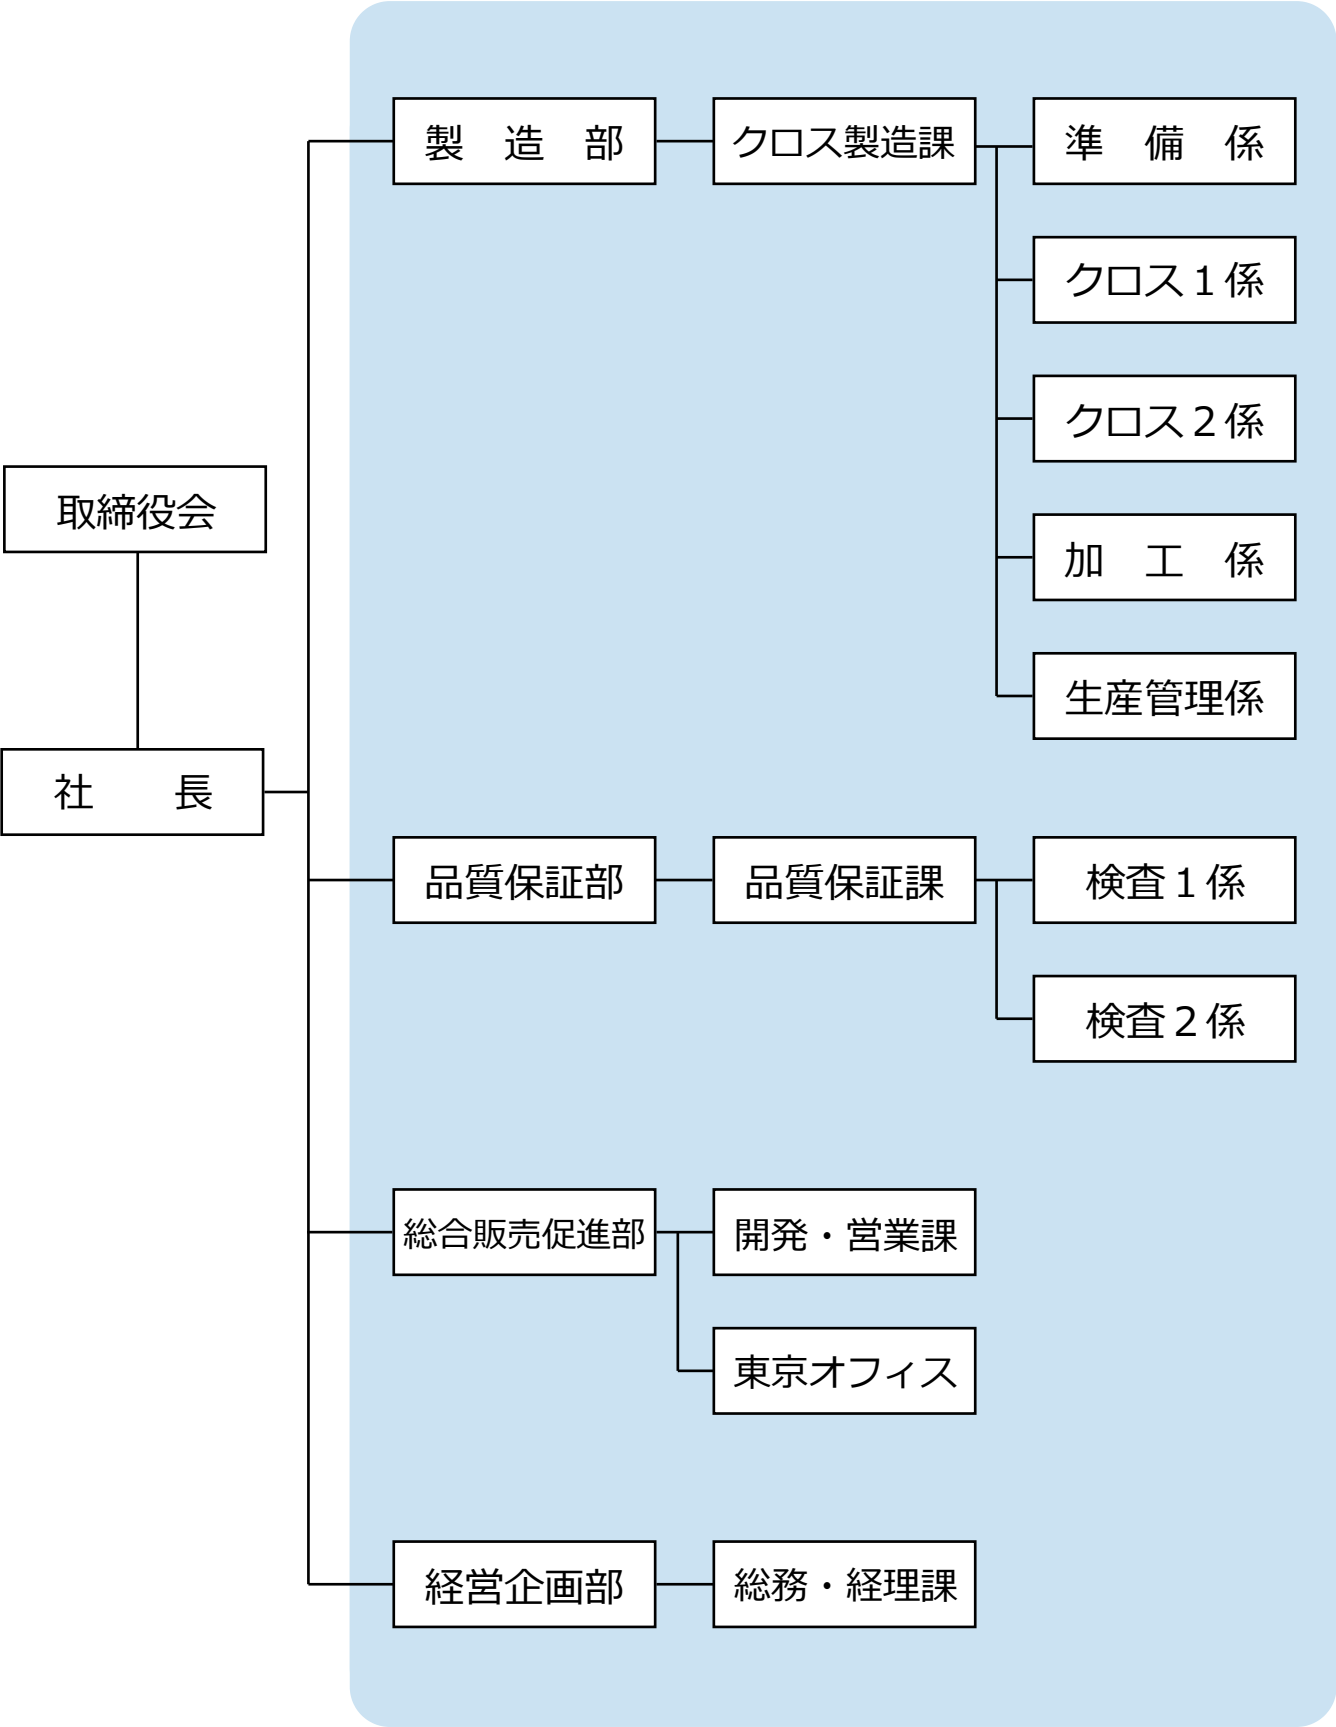 取締役会
社　　長
製　造　部
クロス製造課
準　備　係
クロス１係
クロス２係
加　工　係
生産管理係
品質保証部
品質保証課
検査１係
検査２係
総合販売促進部
開発・営業課
東京オフィス
経営企画部
総務・経理課